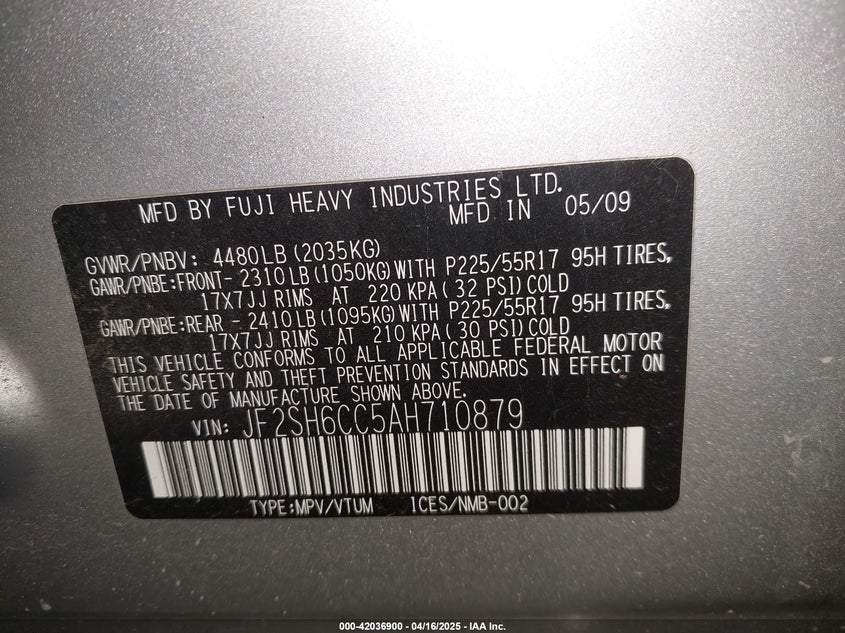 MFD BY FUJI HEAVY INDUSTRIES LTD.
MFD IN 05/09
GVWR/PNBV: 4480LB (2035KG)
GAWR/PNBE:FRONT- 2310LB (1050KG) WITH P225/55R17 95H TIRES,
17X7JJ RIMS AT 220 KPA ( 32 PSI ) COLD
GAWR/PNBE:REAR - 2410LB (1095KG) WITH P225/55R17 95H TIRES,
17X7JJ RIMS AT 210 KPA ( 30 PSI ) COLD
THIS VEHICLE CONFORMS TO ALL APPLICABLE FEDERAL MOTOR
VEHICLE SAFETY AND THEFT PREVENTION STANDARDS IN EFFECT ON
THE DATE OF MANUFACTURE SHOWN ABOVE.
VIN: JF2SH6CC5AH710879
TYPE:MPV/VTUM ICES/NMB-002
000-42036900 - 04/16/2025 - IAA Inc.